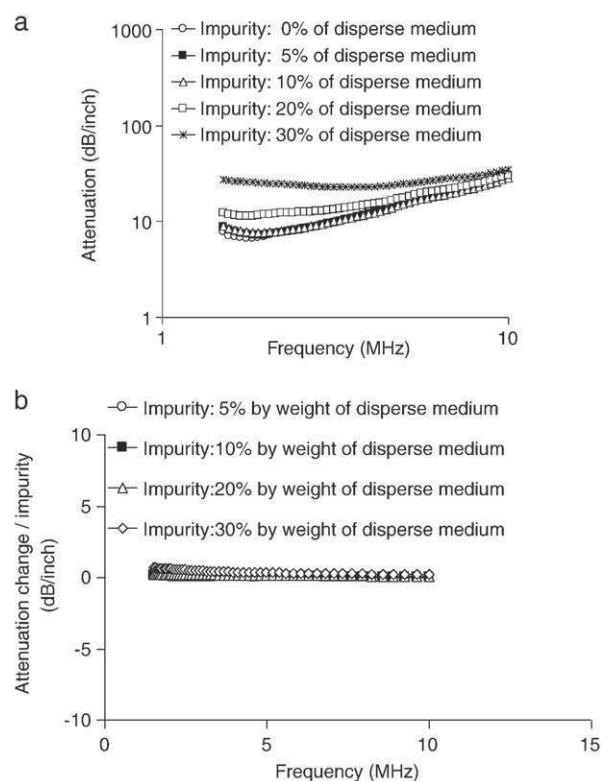 a
1000
100
10
1
Attenuation (dB/inch)
Impurity: 0% of disperse medium
Impurity: 5% of disperse medium
Impurity: 10% of disperse medium
Impurity: 20% of disperse medium
Impurity: 30% of disperse medium
1
10
Frequency (MHz)
b
Impurity: 5% by weight of disperse medium
Impurity:10% by weight of disperse medium
Impurity:20% by weight of disperse medium
Impurity:30% by weight of disperse medium
10
5
0
-5
-10
Attenuation change / impurity
(dB/inch)
0
5
10
15
Frequency (MHz)